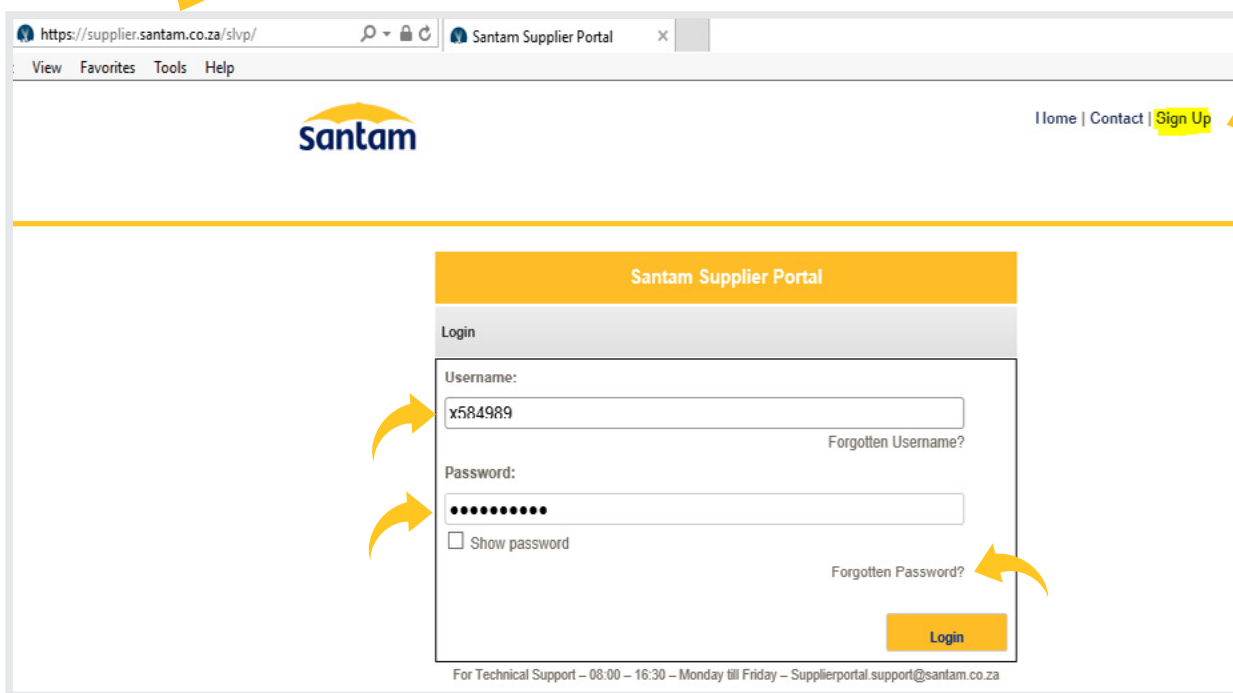 https://supplier.santam.co.za/slvp/ Santam Supplier Portal
View Favorites Tools Help
santam
Home | Contact | Sign Up
Santam Supplier Portal
Login
Username:
x584989
Forgotten Username?
Password:
••••••••••
Show password
Forgotten Password?
Login
For Technical Support – 08:00 – 16:30 – Monday till Friday – Supplierportal.support@santam.co.za